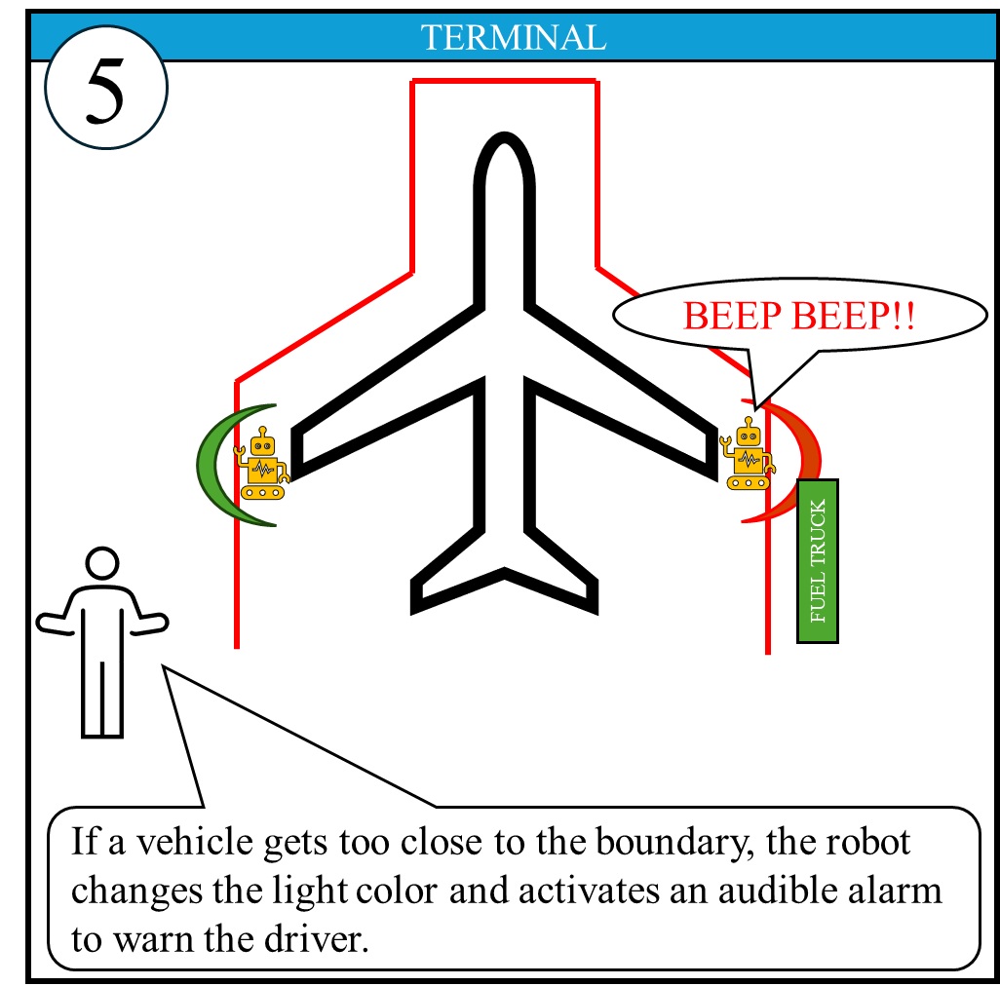 TERMINAL
5
BEEP BEEP!!
FUEL TRUCK
If a vehicle gets too close to the boundary, the robot
changes the light color and activates an audible alarm
to warn the driver.